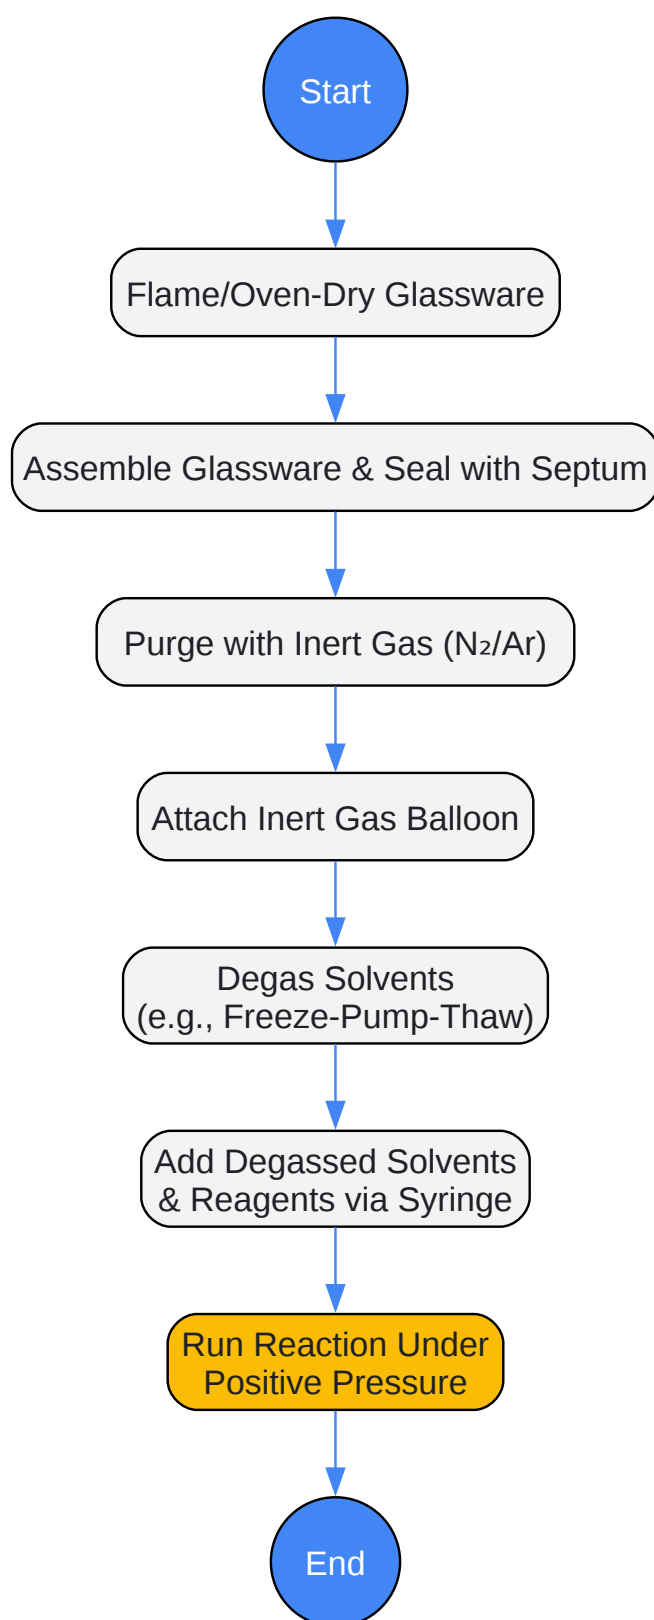 Start
Flame/Oven-Dry Glassware
Assemble Glassware & Seal with Septum
Purge with Inert Gas (N₂/Ar)
Attach Inert Gas Balloon
Degas Solvents
(e.g., Freeze-Pump-Thaw)
Add Degassed Solvents
& Reagents via Syringe
Run Reaction Under
Positive Pressure
End